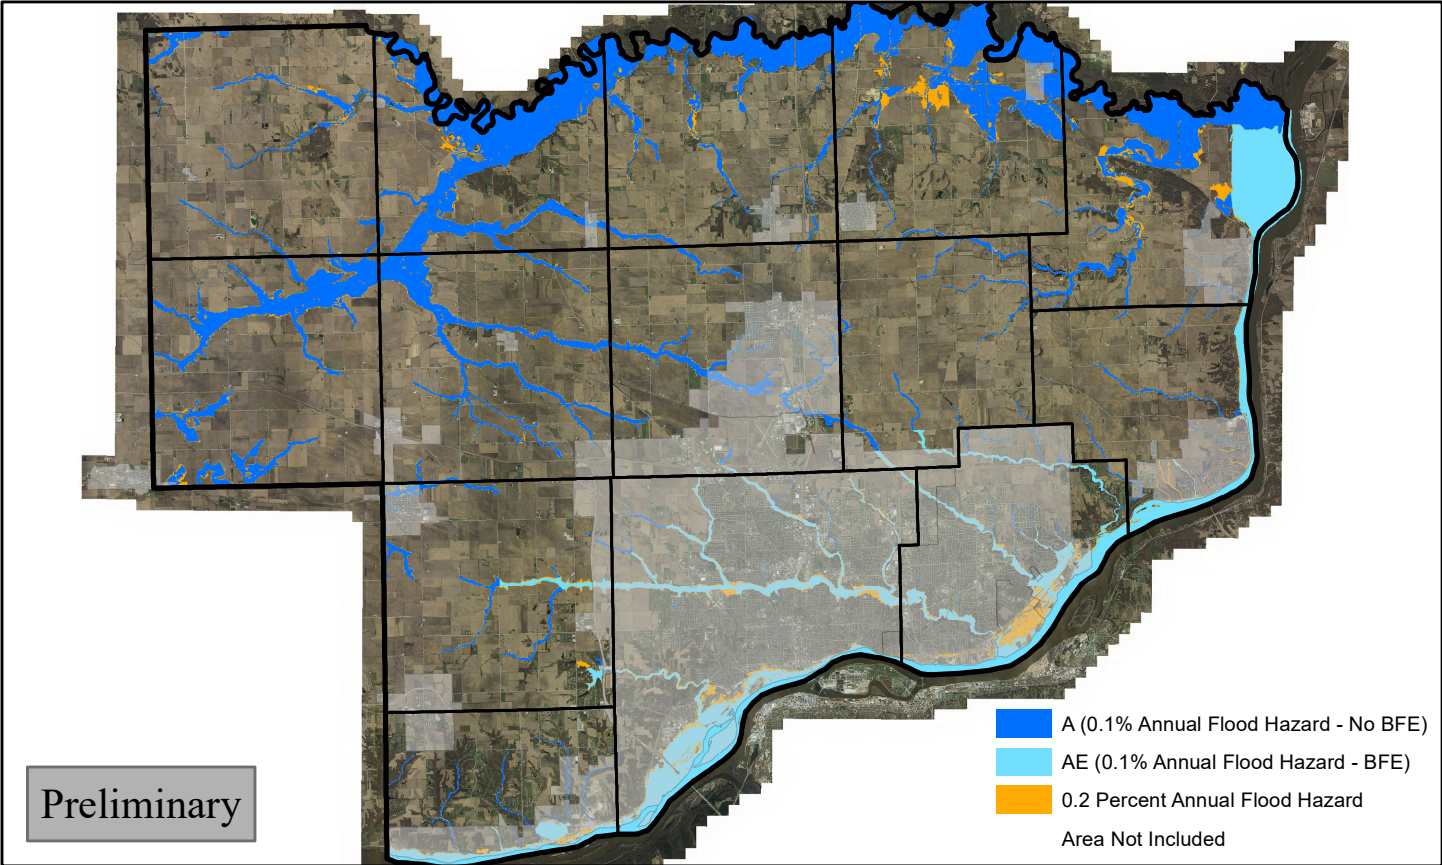 A (0.1% Annual Flood Hazard - No BFE)
AE (0.1% Annual Flood Hazard - BFE)
0.2 Percent Annual Flood Hazard
Area Not Included
Preliminary